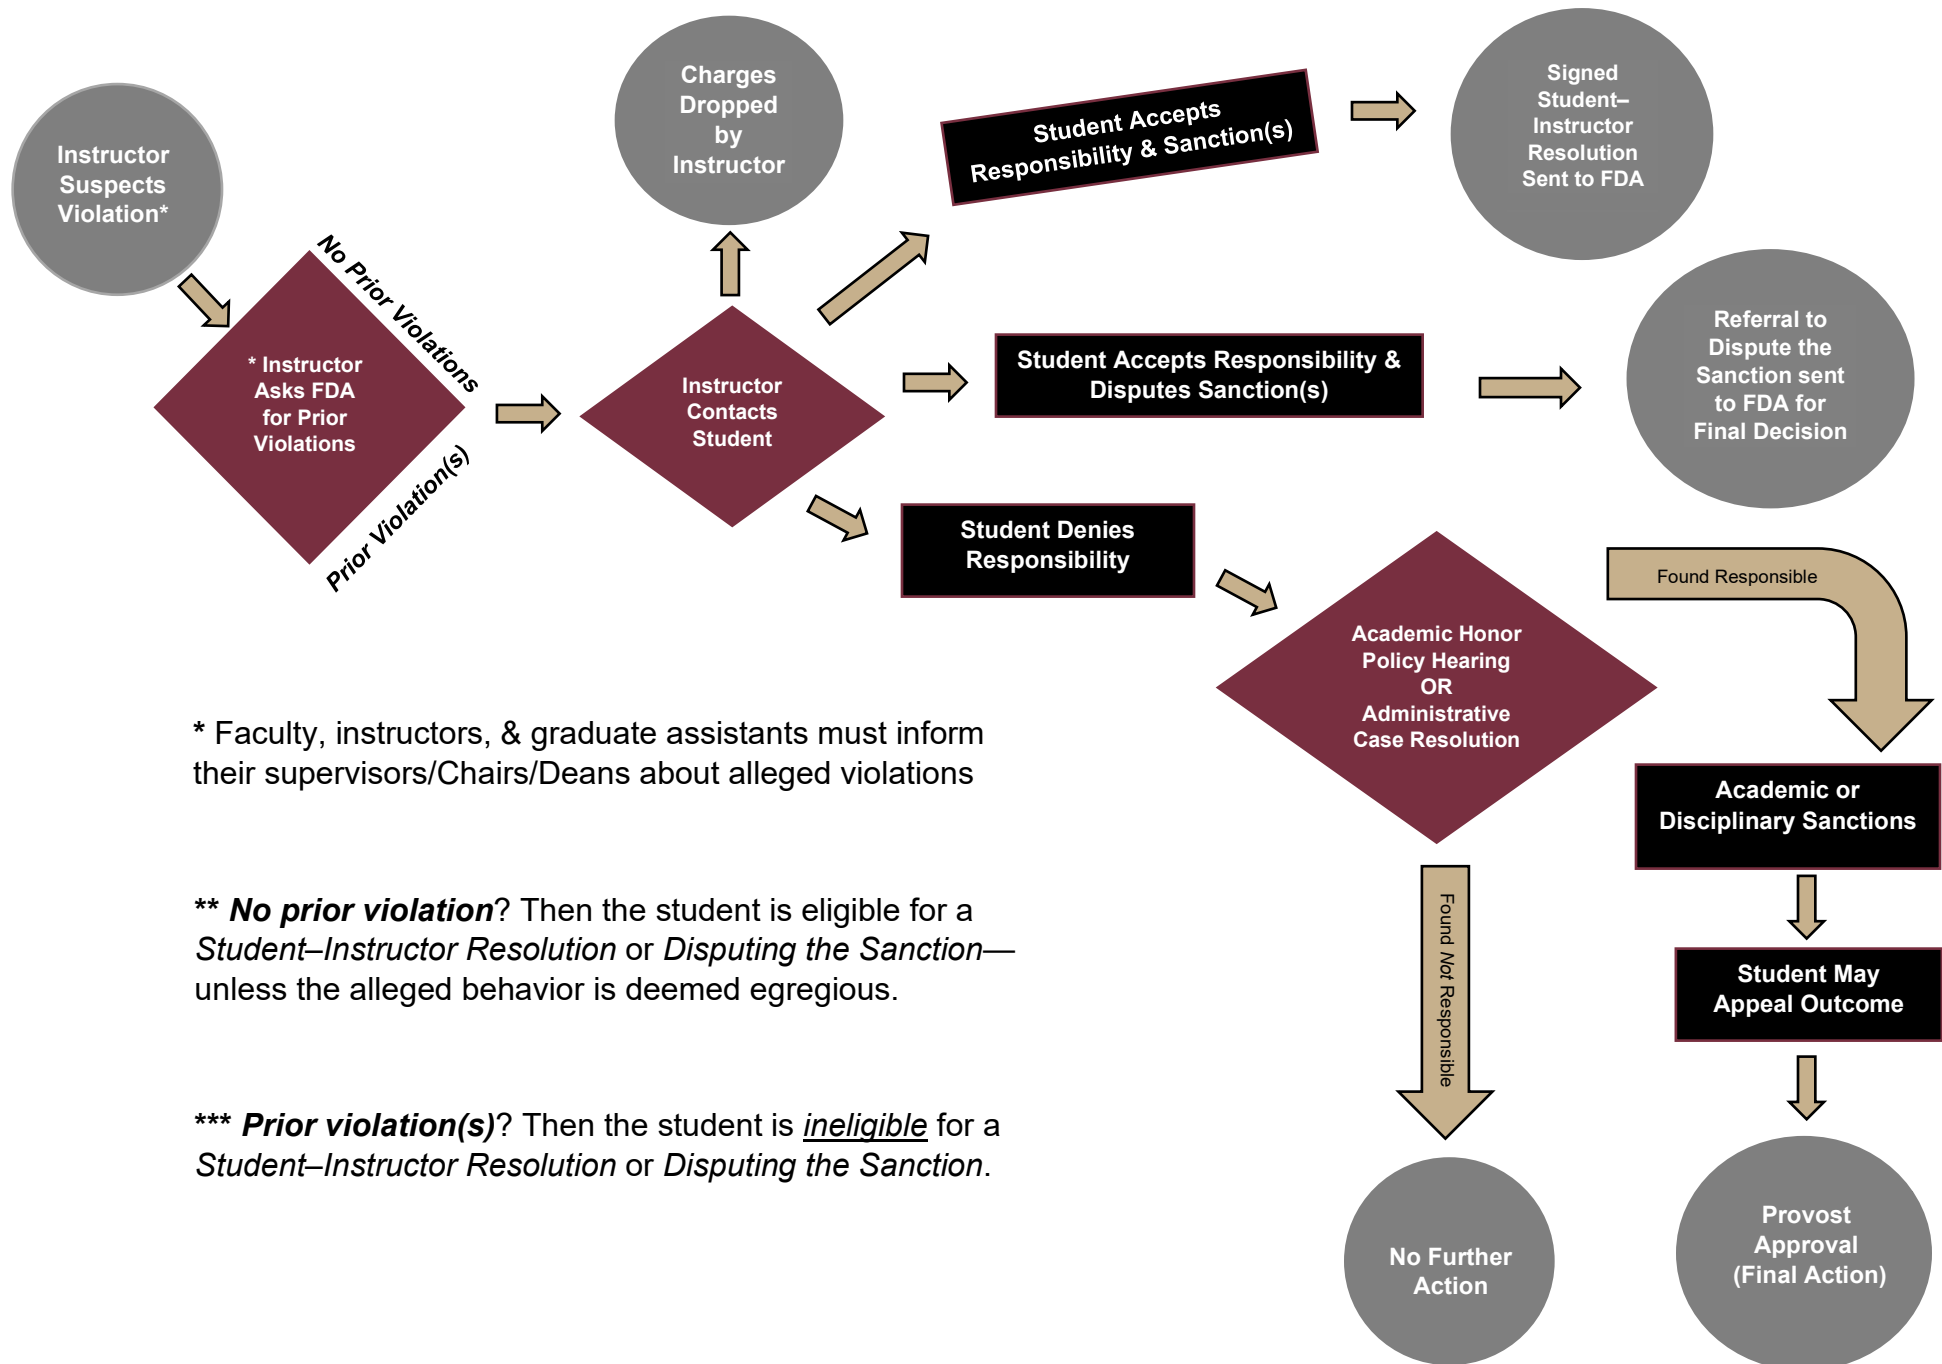 Instructor
Suspects
Violation*
* Instructor
Asks FDA
for Prior
Violations
No Prior Violations
Prior Violation(s)
Instructor
Contacts
Student
Charges
Dropped
by
Instructor
Student Accepts
Responsibility & Sanction(s)
Signed
Student–
Instructor
Resolution
Sent to FDA
Student Accepts Responsibility &
Disputes Sanction(s)
Referral to
Dispute the
Sanction sent
to FDA for
Final Decision
Student Denies
Responsibility
Academic Honor
Policy Hearing
OR
Administrative
Case Resolution
Found Responsible
Academic or
Disciplinary Sanctions
Student May
Appeal Outcome
Provost
Approval
(Final Action)
Found Not Responsible
No Further
Action
* Faculty, instructors, & graduate assistants must inform
their supervisors/Chairs/Deans about alleged violations
** No prior violation? Then the student is eligible for a
Student–Instructor Resolution or Disputing the Sanction—
unless the alleged behavior is deemed egregious.
*** Prior violation(s)? Then the student is ineligible for a
Student–Instructor Resolution or Disputing the Sanction.